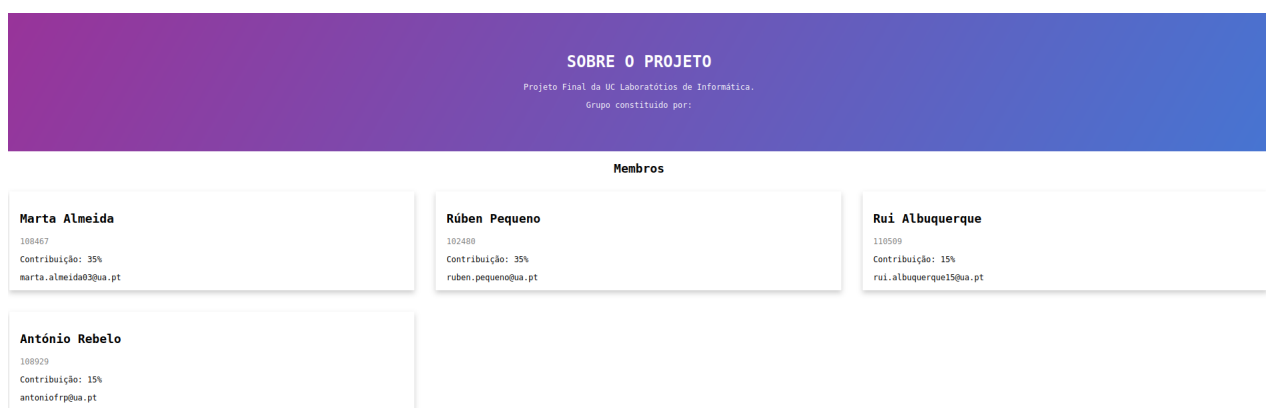 SOBRE O PROJETO
Projeto Final da UC Laboratótios de Informática.
Grupo constituido por:
Membros
Marta Almeida
108467
Contribuição: 35%
marta.almeida03@ua.pt
Rúben Pequeno
102480
Contribuição: 35%
ruben.pequeno@ua.pt
Rui Albuquerque
110509
Contribuição: 15%
rui.albuquerque15@ua.pt
António Rebelo
108929
Contribuição: 15%
antoniofrp@ua.pt